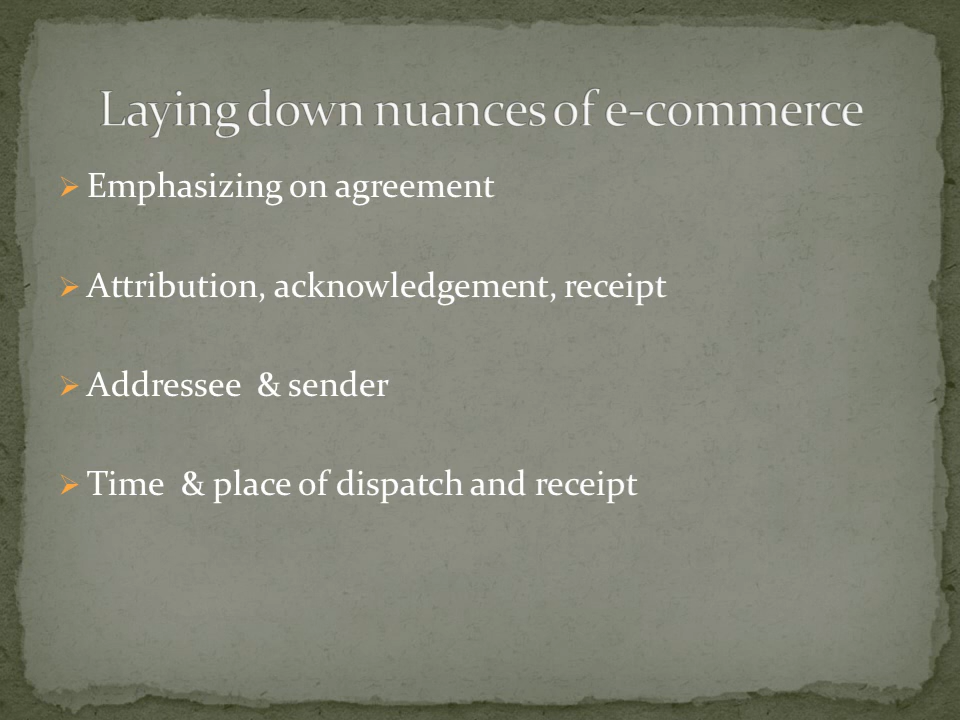 Laying down nuances of e-commerce
Emphasizing on agreement
Attribution, acknowledgement, receipt
Addressee & sender
Time & place of dispatch and receipt